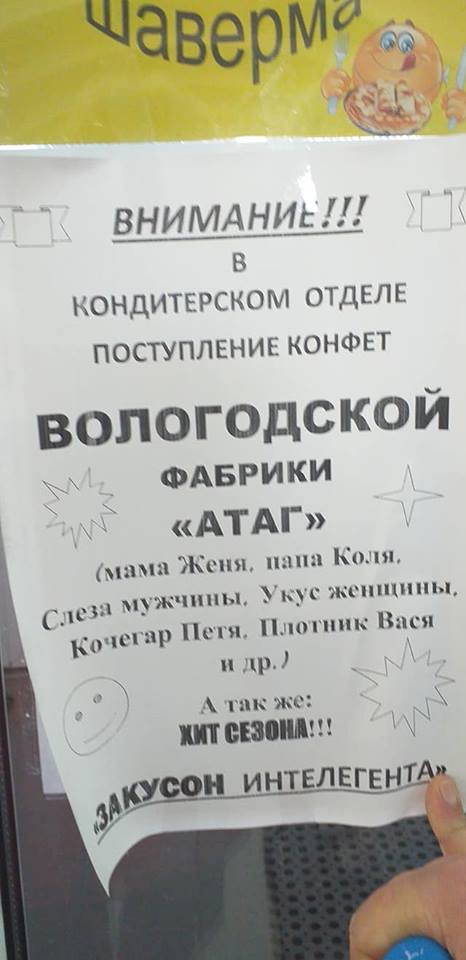 Шаверма
ВНИМАНИЕ!!!
В
КОНДИТЕРСКОМ ОТДЕЛЕ
ПОСТУПЛЕНИЕ КОНФЕТ
ВОЛОГОДСКОЙ
ФАБРИКИ
«АТАГ»
(мама Женя, папа Коля,
Слеза мужчины, Укус женщины,
Кочегар Петя, Плотник Вася
и др.)
А так же:
ХИТ СЕЗОНА!!!
«ЗАКУСОН ИНТЕЛЕГЕНТА»